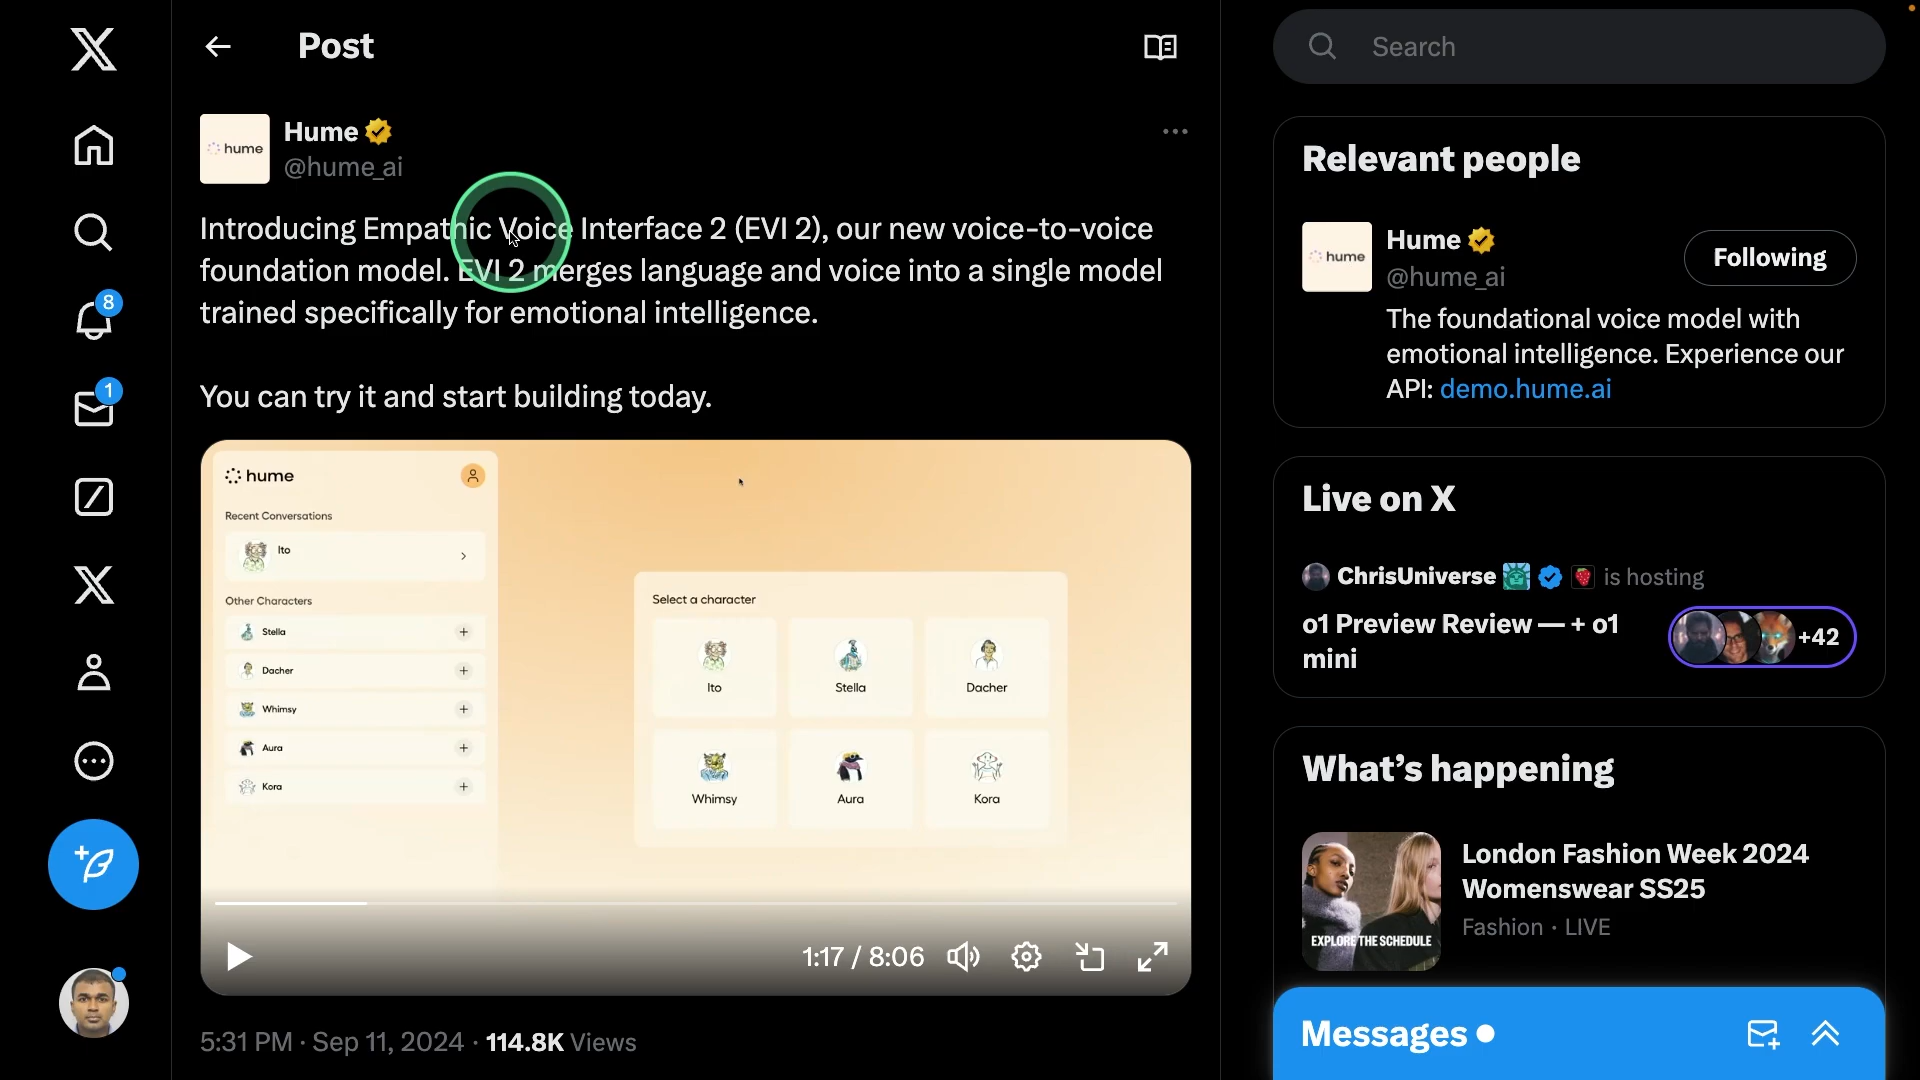 Post
Search
hume
Hume
@hume_ai
Introducing Empathic Voice Interface 2 (EVI 2), our new voice-to-voice
foundation model. EVI 2 merges language and voice into a single model
trained specifically for emotional intelligence.
You can try it and start building today.
hume
Recent Conversations
Ito
Other Characters
Stella
Dacher
Whimsy
Aura
Kora
Select a character
Ito
Stella
Dacher
Whimsy
Aura
Kora
1:17 / 8:06
5:31 PM · Sep 11, 2024 · 114.8K Views
8
1
Relevant people
hume
Hume
@hume_ai
Following
The foundational voice model with
emotional intelligence. Experience our
API: demo.hume.ai
Live on X
ChrisUniverse is hosting
o1 Preview Review — + o1
mini
+42
What's happening
London Fashion Week 2024
Womenswear SS25
Fashion · LIVE
EXPLORE THE SCHEDULE
Messages